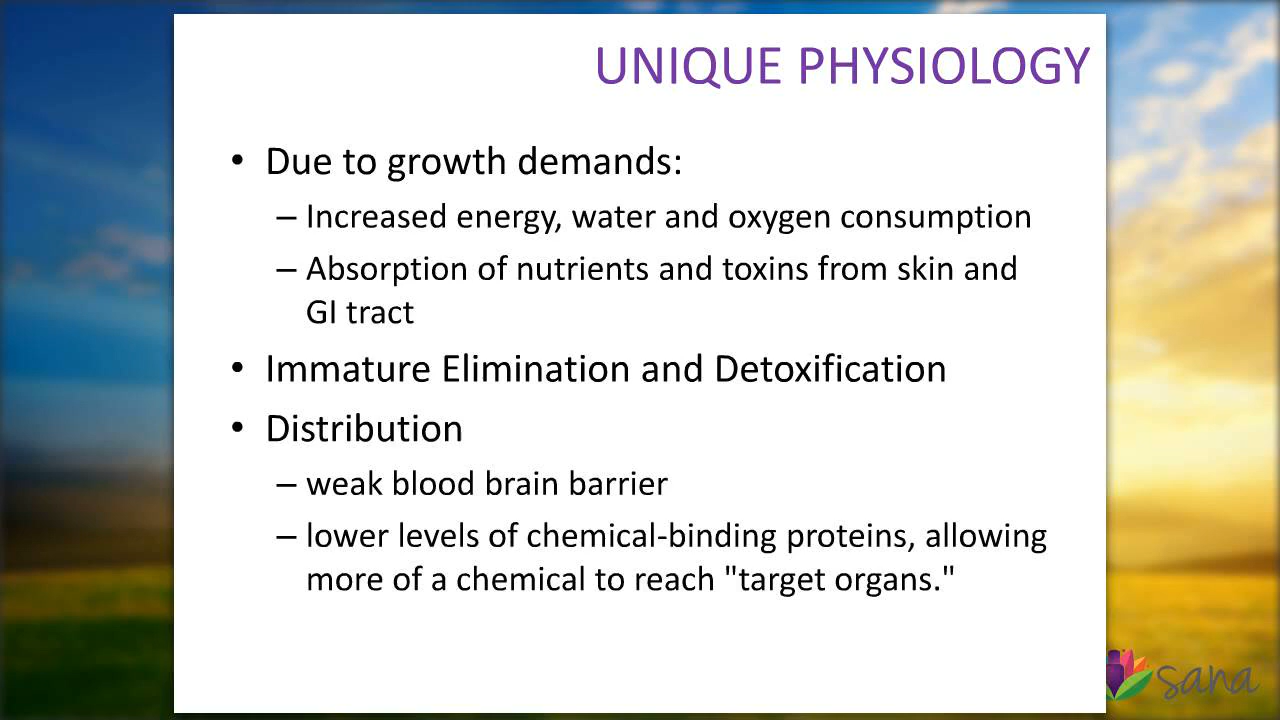 UNIQUE PHYSIOLOGY
• Due to growth demands:
– Increased energy, water and oxygen consumption
– Absorption of nutrients and toxins from skin and
GI tract
• Immature Elimination and Detoxification
• Distribution
– weak blood brain barrier
– lower levels of chemical-binding proteins, allowing
more of a chemical to reach "target organs."
sana